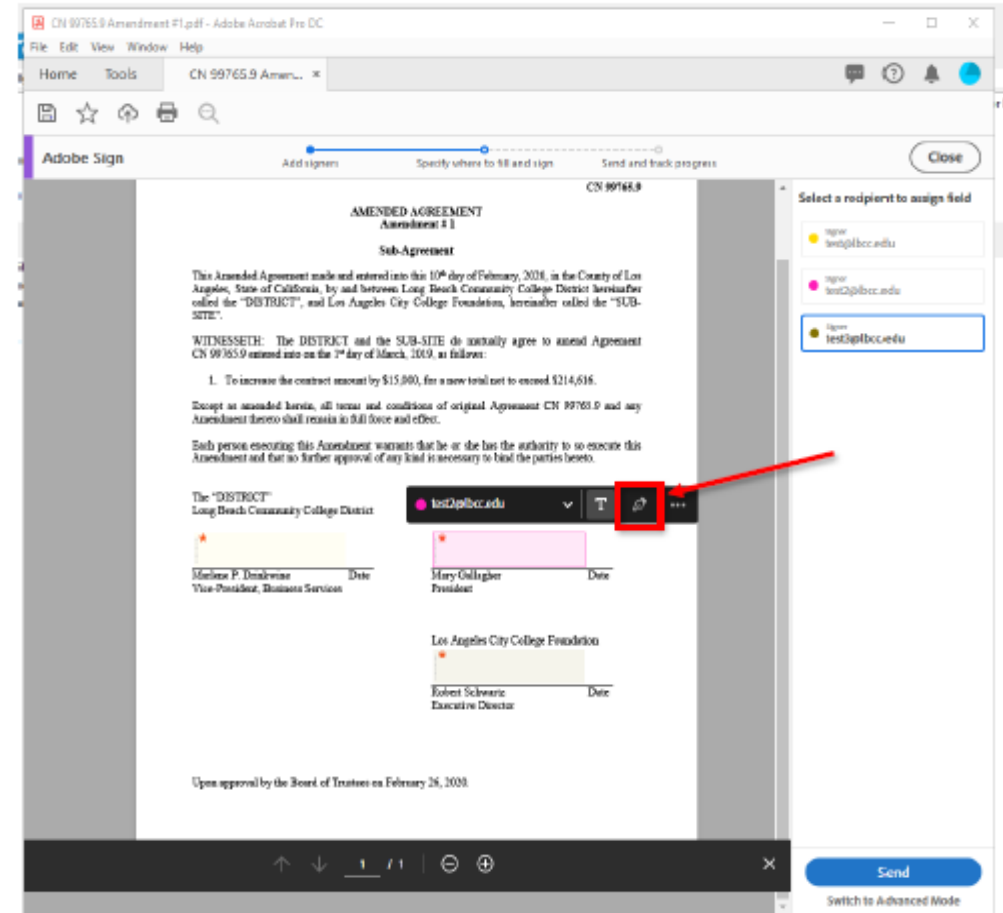 CN 99765.9 Amendment #1.pdf - Adobe Acrobat Pro DC
File Edit View Window Help
Home Tools CN 99765.9 Amen... ×
Adobe Sign
Add signers Specify where to fill and sign Send and track progress
Close
CN 99765.9
AMENDED AGREEMENT
Amendment # 1
Sub-Agreement
This Amended Agreement made and entered into this 10th day of February, 2020, in the County of Los
Angeles, State of California, by and between Long Beach Community College District hereinafter
called the "DISTRICT", and Los Angeles City College Foundation, hereinafter called the "SUB-
SITE".
WITNESSETH: The DISTRICT and the SUB-SITE do mutually agree to amend Agreement
CN 99765.9 entered into on the 1st day of March, 2019, as follows:
1. To increase the contract amount by $15,000, for a new total not to exceed $214,616.
Except as amended herein, all terms and conditions of original Agreement CN 99765.9 and any
Amendment thereto shall remain in full force and effect.
Each person executing this Amendment warrants that he or she has the authority to so execute this
Amendment and that no further approval of any kind is necessary to bind the parties hereto.
The "DISTRICT"
Long Beach Community College District
test2@lbcc.edu T ...
* *
Marlene P. Drinkwine Date Mary Gallagher Date
Vice-President, Business Services President
Los Angeles City College Foundation
*
Robert Schwartz Date
Executive Director
Upon approval by the Board of Trustees on February 26, 2020.
1 / 1
Select a recipient to assign field
Signer
test@lbcc.edu
Signer
test2@lbcc.edu
Signer
test3@lbcc.edu
Send
Switch to Advanced Mode